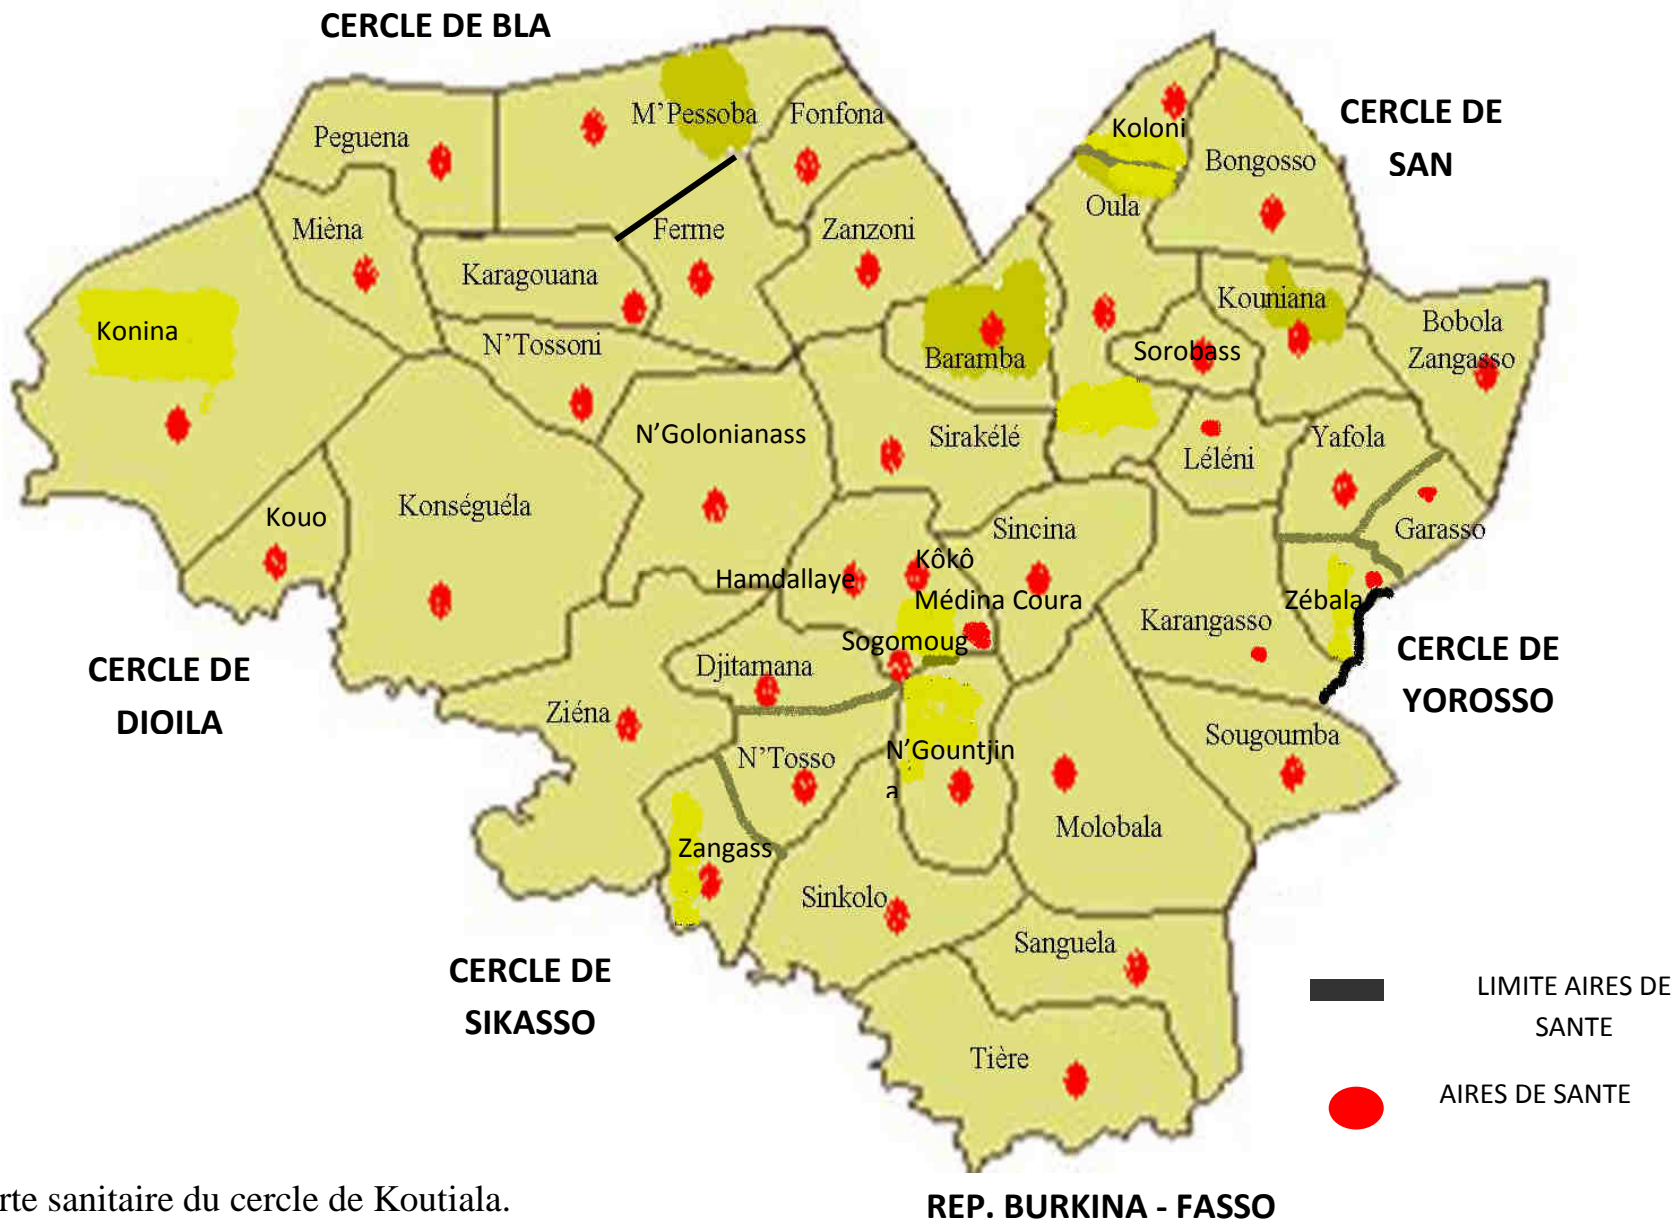 CERCLE DE BLA
M'Pessoba
Fonfona
Peguena
Koloni
CERCLE DE
SAN
Bongosso
Oula
Mièna
Ferme
Zanzoni
Karagouana
Kouniana
Konina
N'Tossoni
Baramba
Sorobass
Bobola
Zangasso
N'Golonianass
Sirakélé
Yafola
Léléni
Konséguéla
Kouo
Sincina
Garasso
Kôkô
Hamdallaye
Médina Coura
Zébala
Karangasso
Sogomoug
Djitamana
CERCLE DE
DIOILA
CERCLE DE
YOROSSO
Ziéna
N'Tosso
N'Gountjin
a
Sougoumba
Molobala
Zangass
Sinkolo
Sanguela
CERCLE DE
SIKASSO
LIMITE AIRES DE
SANTE
Tière
AIRES DE SANTE
rte sanitaire du cercle de Koutiala.
REP. BURKINA - FASSO